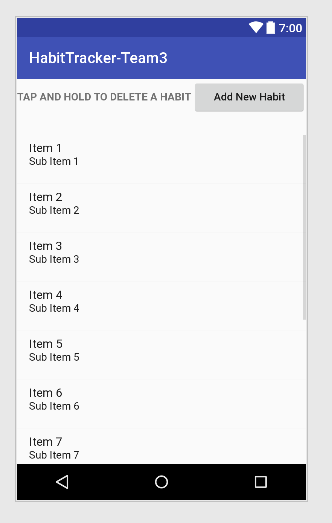 7:00
HabitTracker-Team3
TAP AND HOLD TO DELETE A HABIT
Add New Habit
Item 1
Sub Item 1
Item 2
Sub Item 2
Item 3
Sub Item 3
Item 4
Sub Item 4
Item 5
Sub Item 5
Item 6
Sub Item 6
Item 7
Sub Item 7